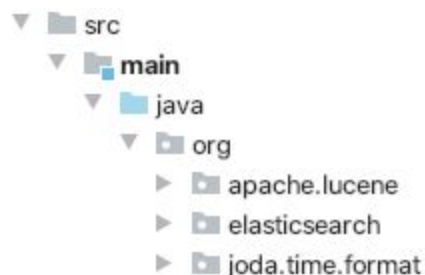 src
main
java
org
apache.lucene
elasticsearch
joda.time.format